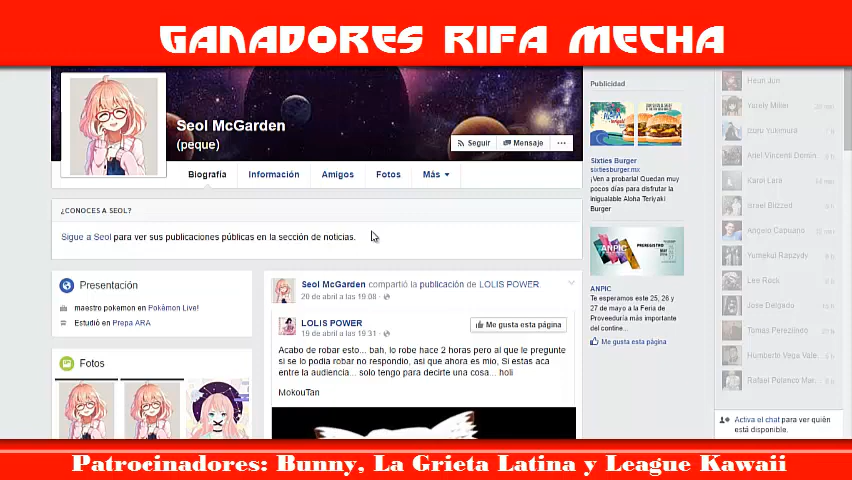 GANADORES RIFA MECHA
Seol McGarden
(peque)
Seguir
Mensaje
Biografía
Información
Amigos
Fotos
Más
¿CONOCES A SEOL?
Sigue a Seol para ver sus publicaciones públicas en la sección de noticias.
Presentación
maestro pokemon en Pokémon Live!
Estudió en Prepa ARA
Fotos
Seol McGarden compartió la publicación de LOLIS POWER.
20 de abril a las 19:08
LOLIS POWER
19 de abril a las 19:31
Me gusta esta página
Acabo de robar esto... bah, lo robe hace 2 horas pero al que le pregunte
si se lo podia robar no respondio, asi que ahora es mio, Si estas aca
entre la audiencia... solo tengo para decirte una cosa... holi
MokouTan
Publicidad
Sixties Burger
sixtiesburger.mx
¡Ven a probarla! Quedan muy
pocos días para disfrutar la
inigualable Aloha Teriyaki
Burger
ANPIC
PREREGISTRO
ANPIC
Te esperamos este 25, 26 y
27 de mayo a la Feria de
Proveeduría más importante
del contine...
Me gusta esta página
Heun Jun
Yarely Miller
Izuru Yukimura
Ariel Vincenti Demin
Karol Lara
Israel Blizzed
Angelo Capuano
Yumekui Rapzydy
Lee Rock
Jose Delgado
Tomas Perezlindo
Humberto Vega Vale
Rafael Polanco Mar...
Activa el chat para ver quién
está disponible.
Patrocinadores: Bunny, La Grieta Latina y League Kawaii